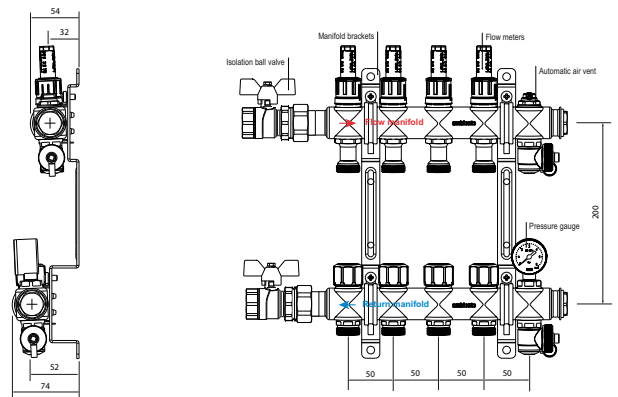 54
32
Manifold brackets
Flow meters
Isolation ball valve
Automatic air vent
Flow manifold
200
Pressure gauge
Return manifold
50
50
50
50
52
74